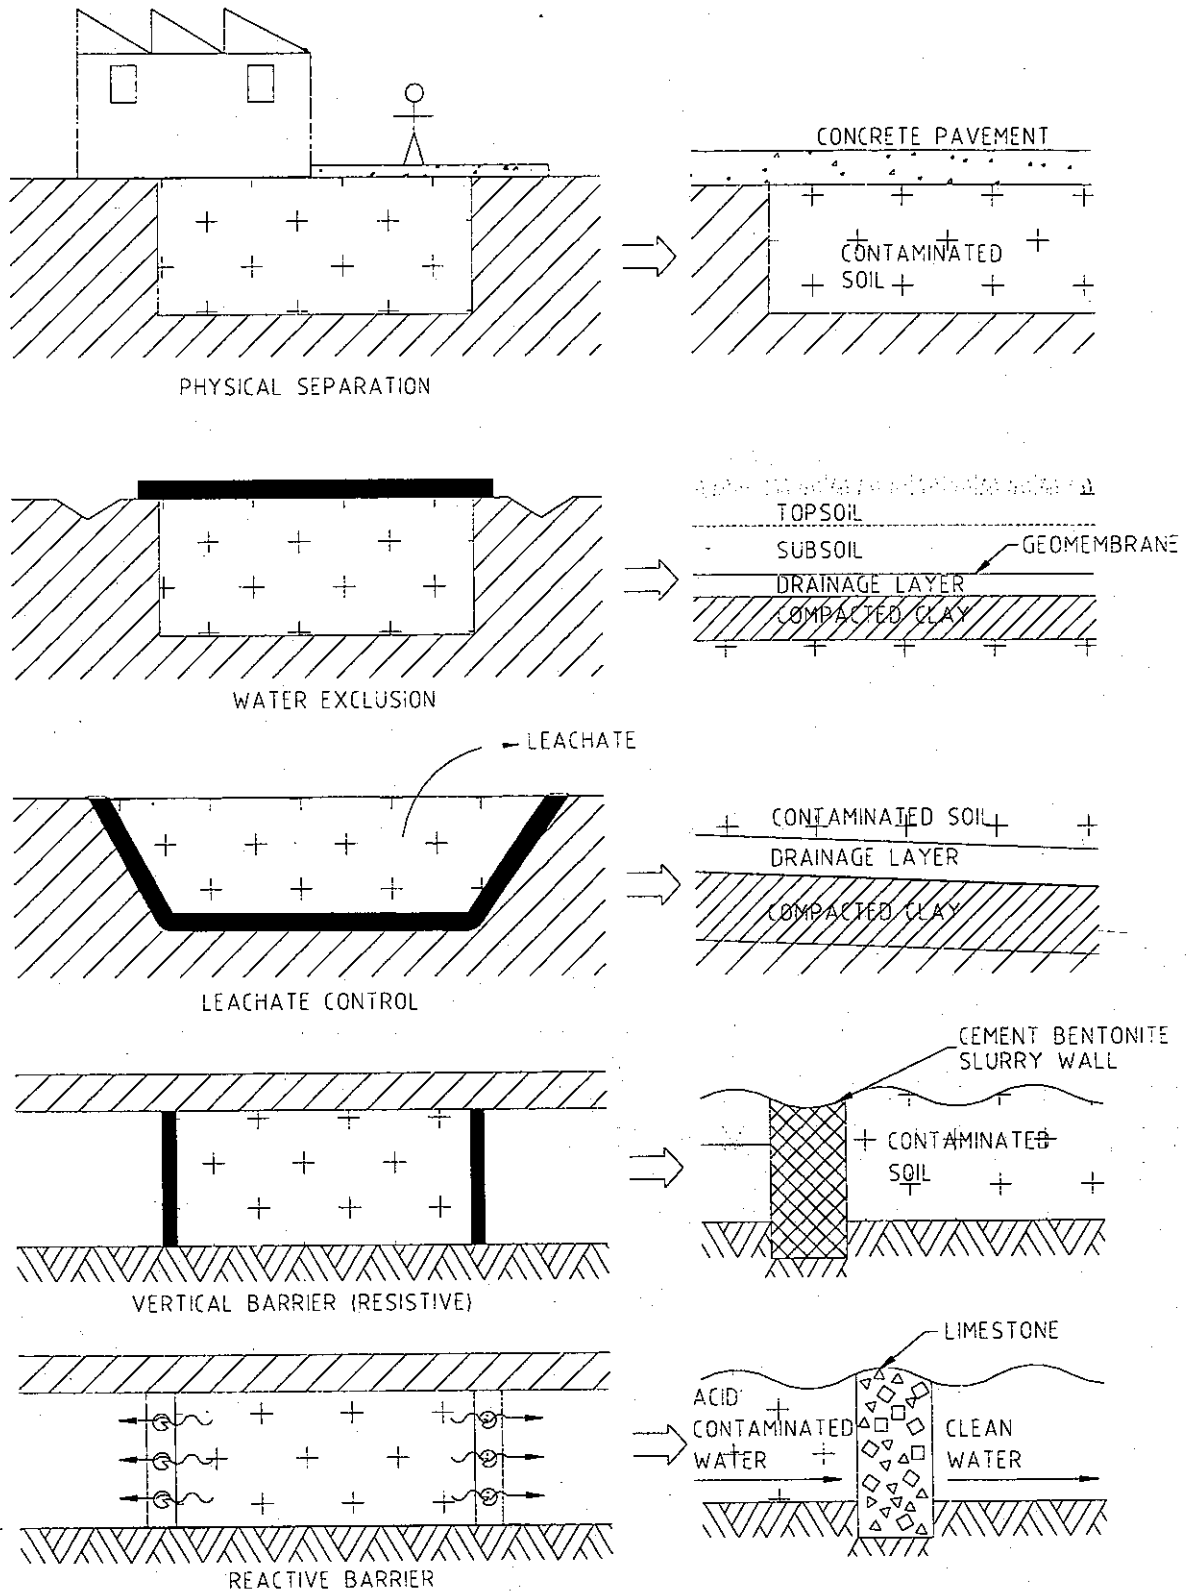 CONCRETE PAVEMENT
CONTAMINATED
SOIL
PHYSICAL SEPARATION
TOPSOIL
SUBSOIL
GEOMEMBRANE
DRAINAGE LAYER
COMPACTED CLAY
WATER EXCLUSION
LEACHATE
CONTAMINATED SOIL
DRAINAGE LAYER
COMPACTED CLAY
LEACHATE CONTROL
CEMENT BENTONITE
SLURRY WALL
CONTAMINATED
SOIL
VERTICAL BARRIER (RESISTIVE)
LIMESTONE
ACID
CONTAMINATED
WATER
CLEAN
WATER
REACTIVE BARRIER